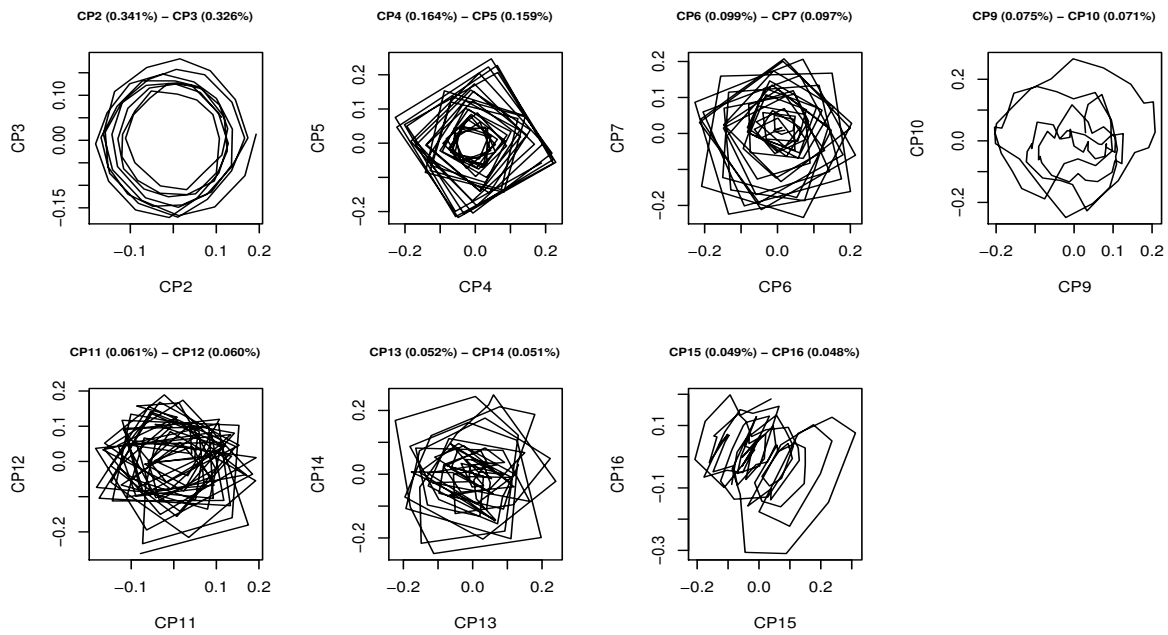 CP2 (0.341%) − CP3 (0.326%)
CP3
0.10
0.00
−0.15
−0.1
0.1
0.2
CP2
CP4 (0.164%) − CP5 (0.159%)
CP5
0.2
0.1
0.0
−0.2
−0.2
0.0
0.2
CP4
CP6 (0.099%) − CP7 (0.097%)
CP7
0.2
0.1
0.0
−0.2
−0.2
0.0
0.2
CP6
CP9 (0.075%) − CP10 (0.071%)
CP10
0.2
0.0
−0.2
−0.2
0.0
0.1
0.2
CP9
CP11 (0.061%) − CP12 (0.060%)
CP12
0.2
0.1
0.0
−0.2
−0.1
0.1
0.2
CP11
CP13 (0.052%) − CP14 (0.051%)
CP14
0.2
0.0
−0.2
−0.2
0.0
0.2
CP13
CP15 (0.049%) − CP16 (0.048%)
CP16
0.1
−0.1
−0.3
−0.2
0.0
0.2
CP15